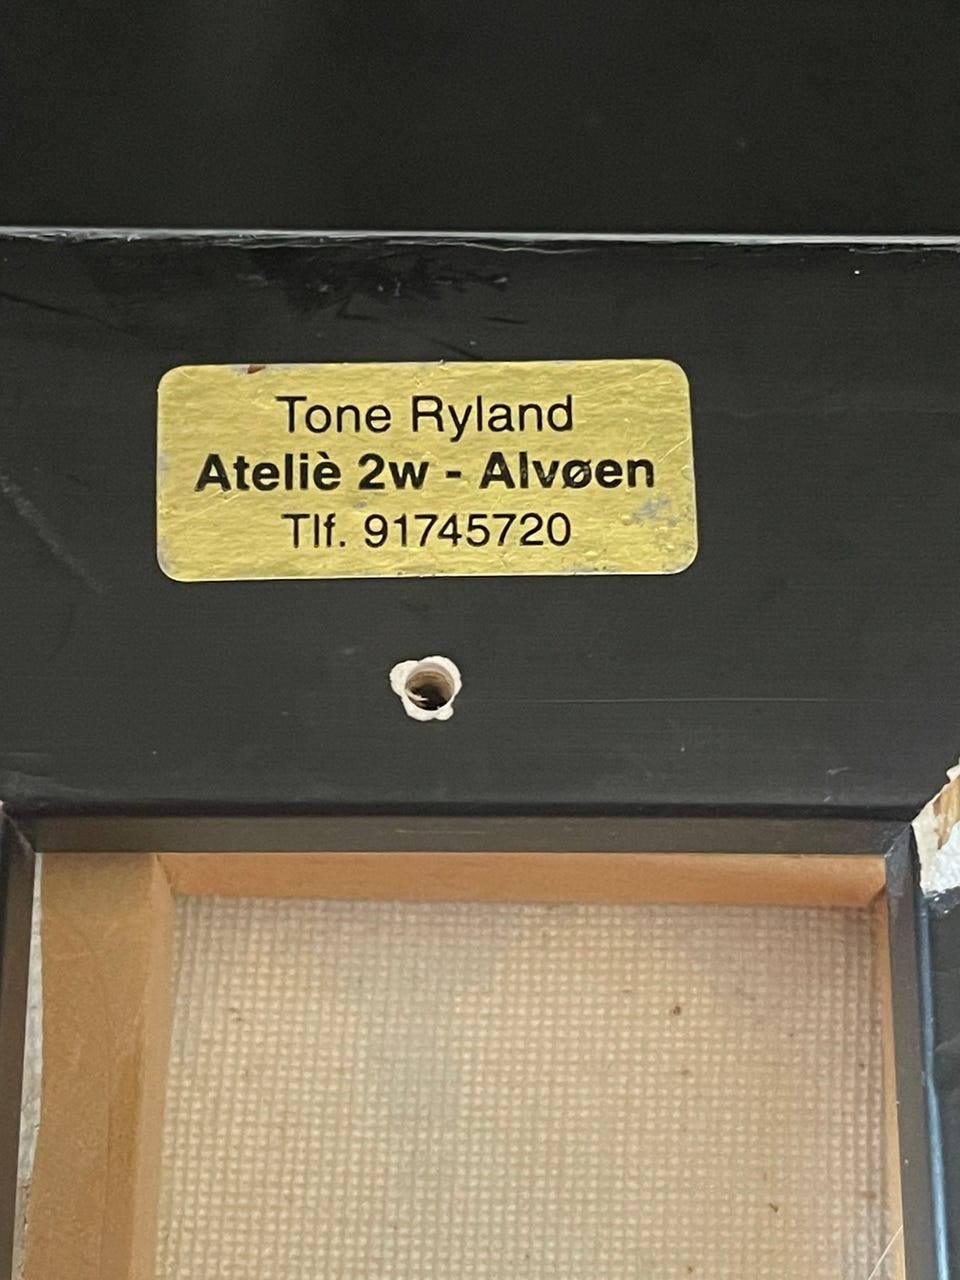 Tone Ryland
Ateliè 2w - Alvøen
Tlf. 91745720